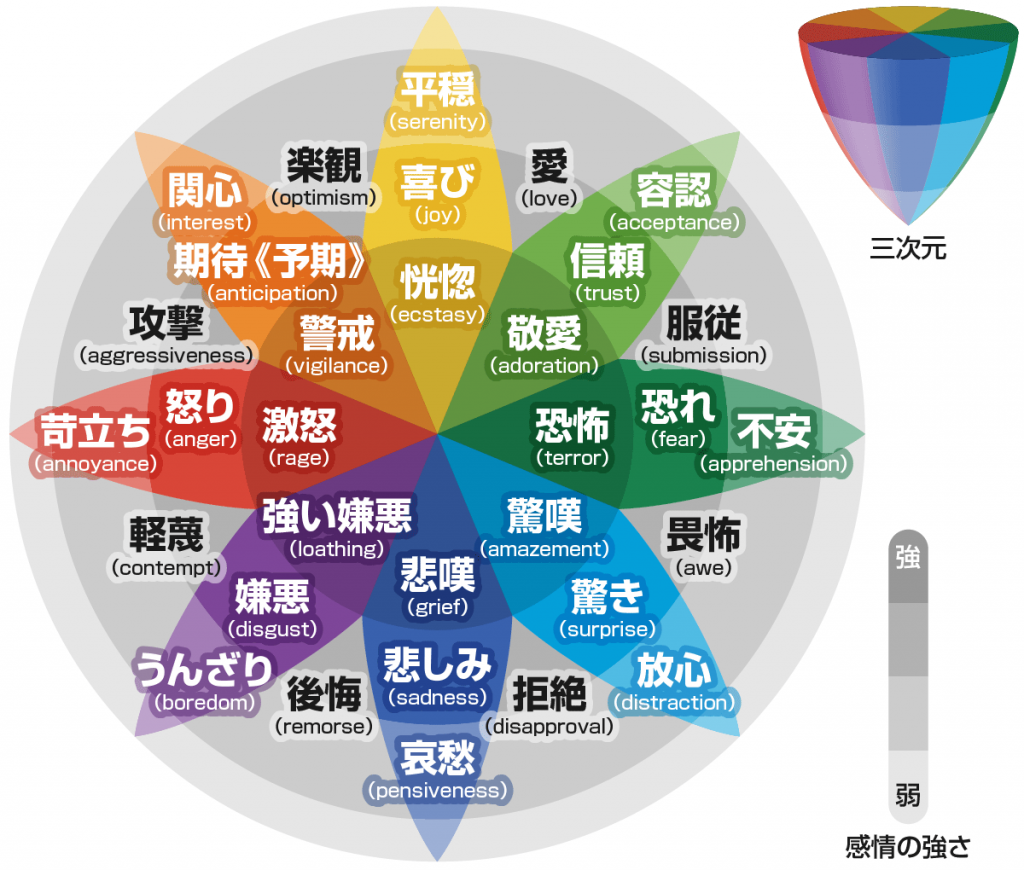 平穏
(serenity)
喜び
(joy)
恍惚
(ecstasy)
楽観
(optimism)
愛
(love)
関心
(interest)
期待《予期》
(anticipation)
警戒
(vigilance)
容認
(acceptance)
信頼
(trust)
敬愛
(adoration)
攻撃
(aggressiveness)
服従
(submission)
苛立ち
(annoyance)
怒り
(anger)
激怒
(rage)
恐怖
(terror)
恐れ
(fear)
不安
(apprehension)
軽蔑
(contempt)
強い嫌悪
(loathing)
嫌悪
(disgust)
うんざり
(boredom)
驚嘆
(amazement)
驚き
(surprise)
放心
(distraction)
畏怖
(awe)
悲嘆
(grief)
悲しみ
(sadness)
哀愁
(pensiveness)
後悔
(remorse)
拒絶
(disapproval)
三次元
強
弱
感情の強さ